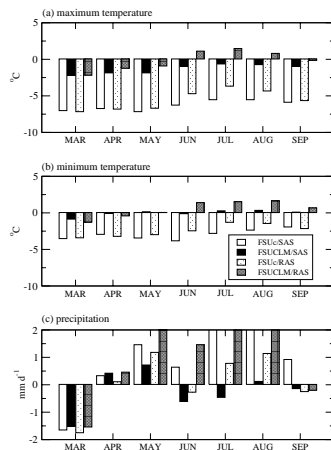 (a) maximum temperature
5
0
-5
-10
°C
MAR APR MAY JUN JUL AUG SEP
(b) minimum temperature
5
0
-5
-10
°C
FSUc/SAS
FSUCLM/SAS
FSUc/RAS
FSUCLM/RAS
MAR APR MAY JUN JUL AUG SEP
(c) precipitation
2
1
0
-1
-2
mm d⁻¹
MAR APR MAY JUN JUL AUG SEP